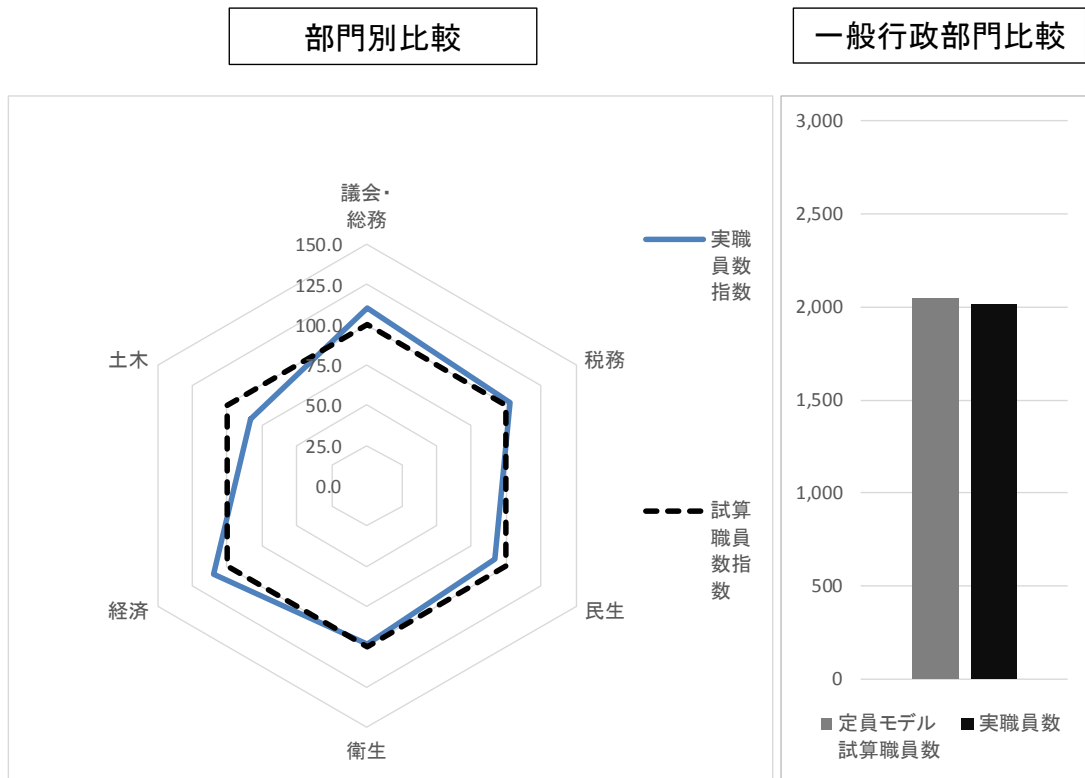 部門別比較
議会・
総務
150.0
125.0
100.0
75.0
50.0
25.0
0.0
税務
民生
衛生
経済
土木
実職
員数
指数
試算
職員
数指
数
一般行政部門比較
3,000
2,500
2,000
1,500
1,000
500
0
定員モデル
試算職員数
実職員数